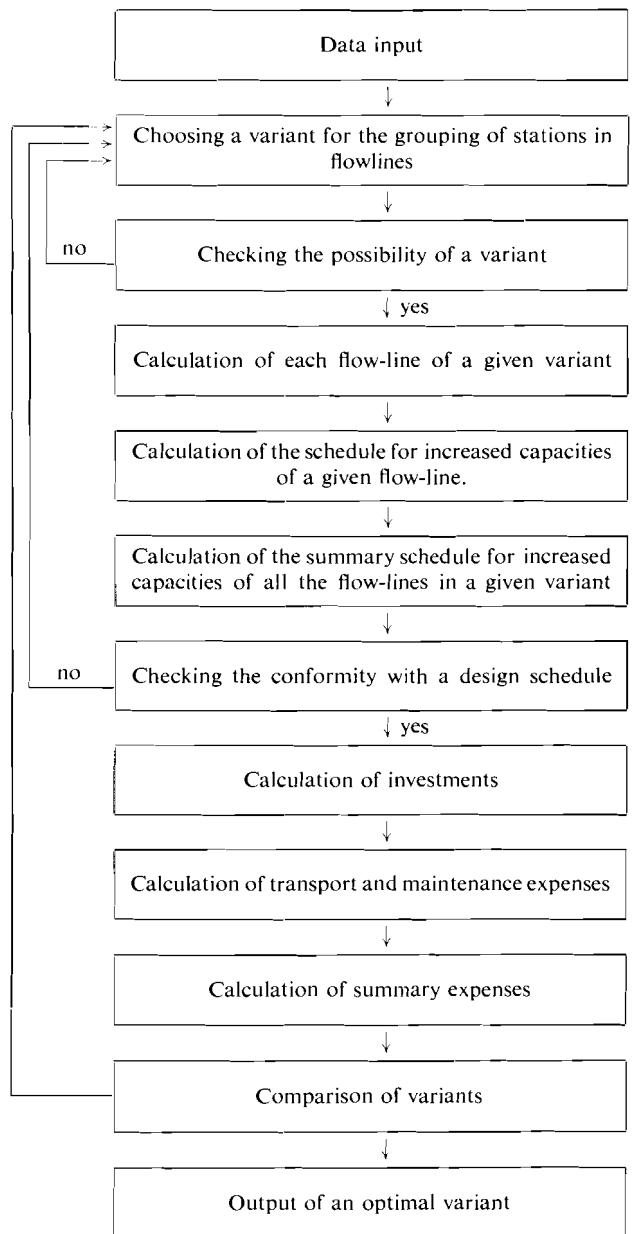 Data input
Choosing a variant for the grouping of stations in
flowlines
no
Checking the possibility of a variant
yes
Calculation of each flow-line of a given variant
Calculation of the schedule for increased capacities
of a given flow-line.
Calculation of the summary schedule for increased
capacities of all the flow-lines in a given variant
no
Checking the conformity with a design schedule
yes
Calculation of investments
Calculation of transport and maintenance expenses
Calculation of summary expenses
Comparison of variants
Output of an optimal variant